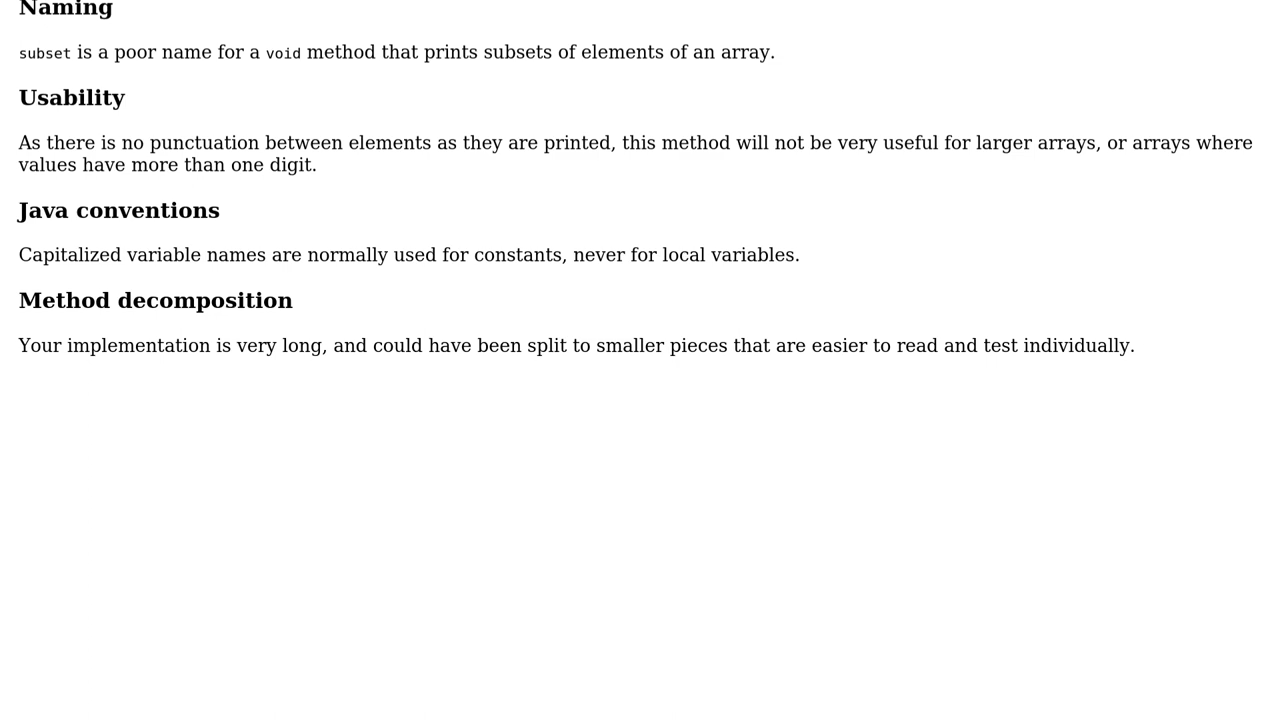 Naming
subset is a poor name for a void method that prints subsets of elements of an array.
Usability
As there is no punctuation between elements as they are printed, this method will not be very useful for larger arrays, or arrays where
values have more than one digit.
Java conventions
Capitalized variable names are normally used for constants, never for local variables.
Method decomposition
Your implementation is very long, and could have been split to smaller pieces that are easier to read and test individually.